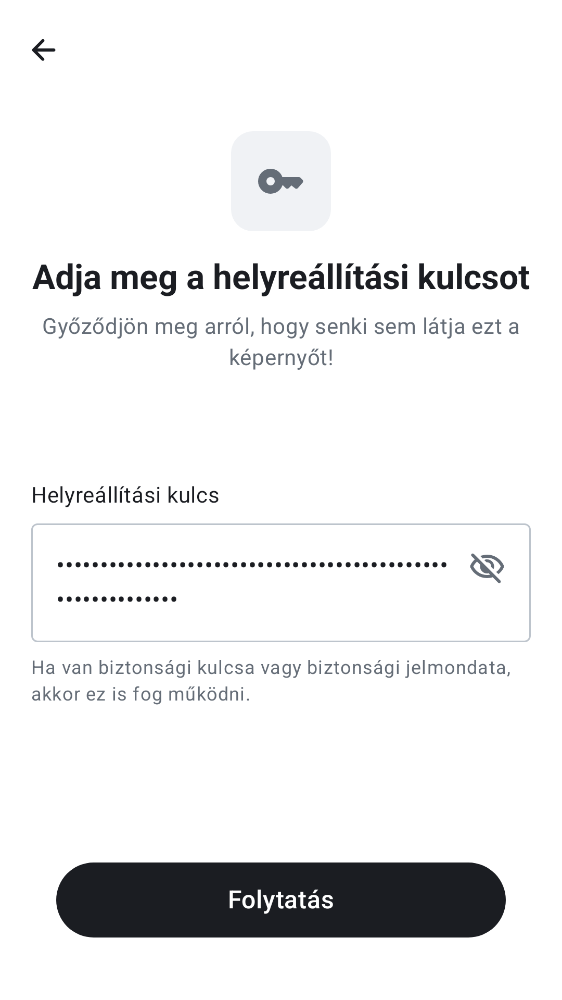 Adja meg a helyreállítási kulcsot
Győződjön meg arról, hogy senki sem látja ezt a
képernyőt!
Helyreállítási kulcs
•••••••••••••••••••••••••••••••••••••••••••••
••••••••••••••
Ha van biztonsági kulcsa vagy biztonsági jelmondata,
akkor ez is fog működni.
Folytatás